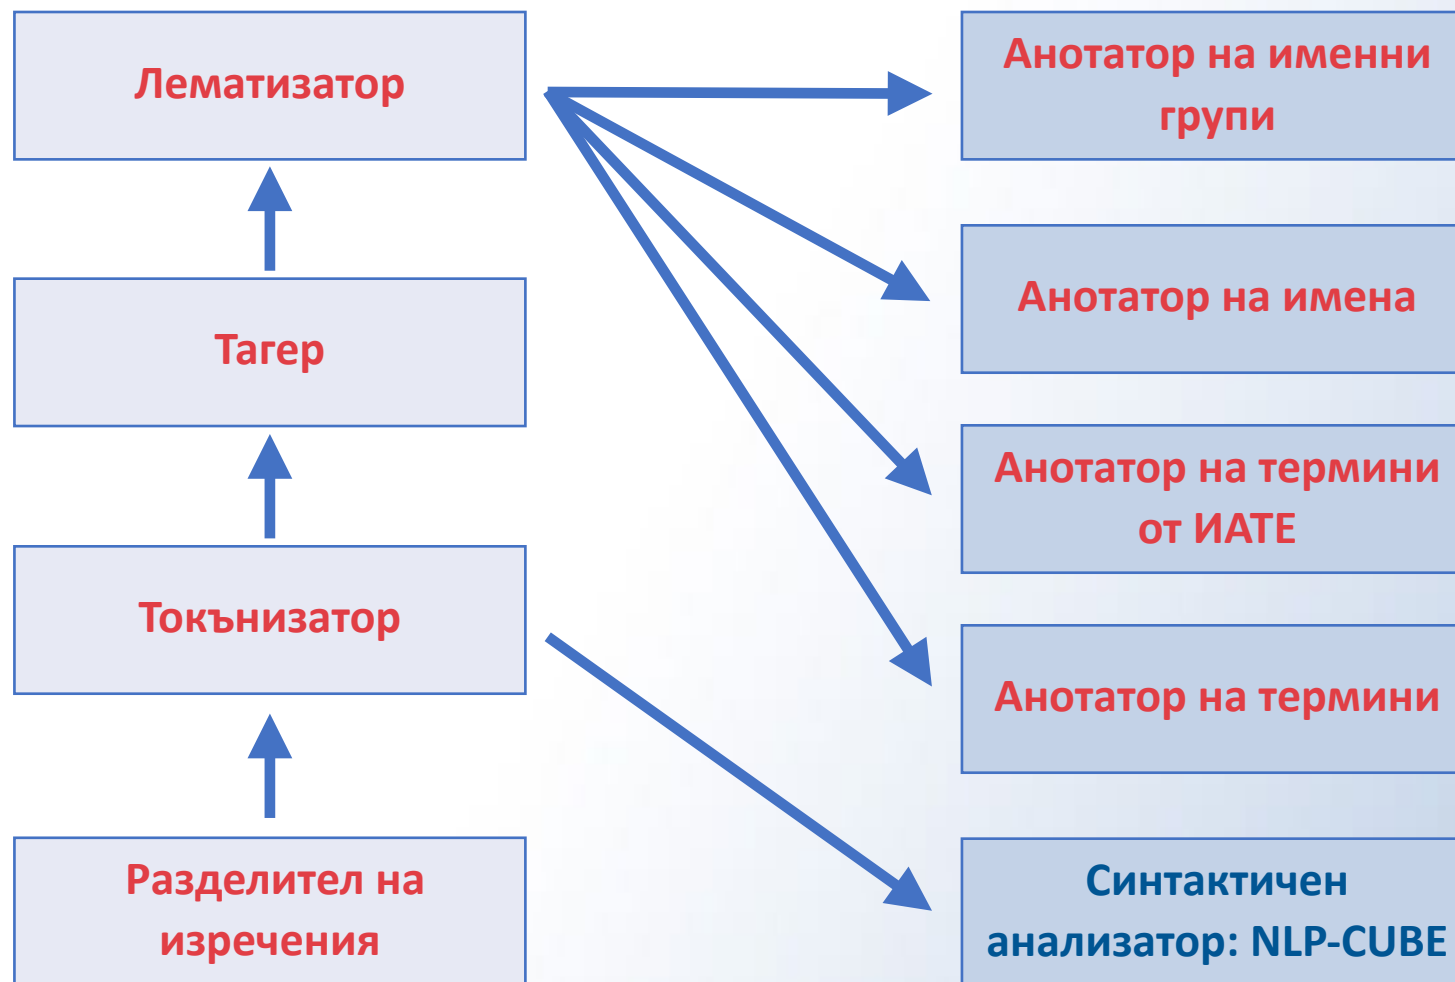 Лематизатор
Тагер
Токънизатор
Разделител на
изречения
Анотатор на именни
групи
Анотатор на имена
Анотатор на термини
от ИАТЕ
Анотатор на термини
Синтактичен
анализатор: NLP-CUBE